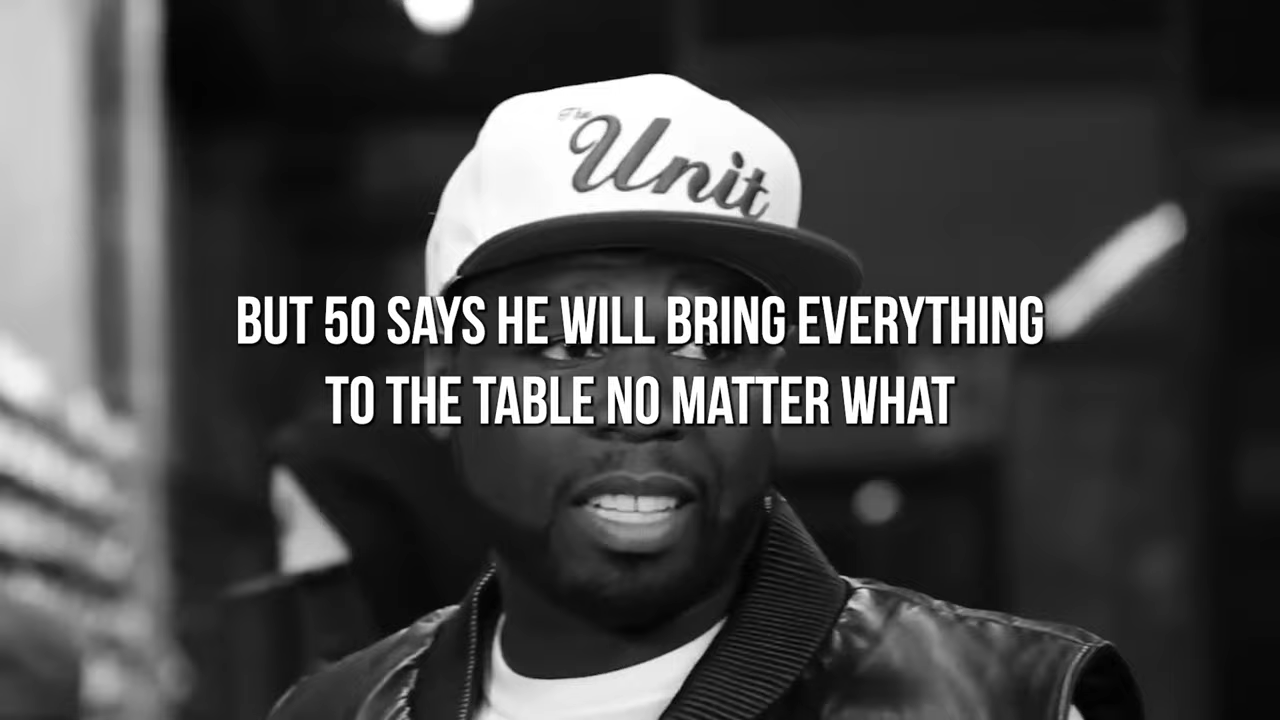 The
Unit
BUT 50 SAYS HE WILL BRING EVERYTHING
TO THE TABLE NO MATTER WHAT